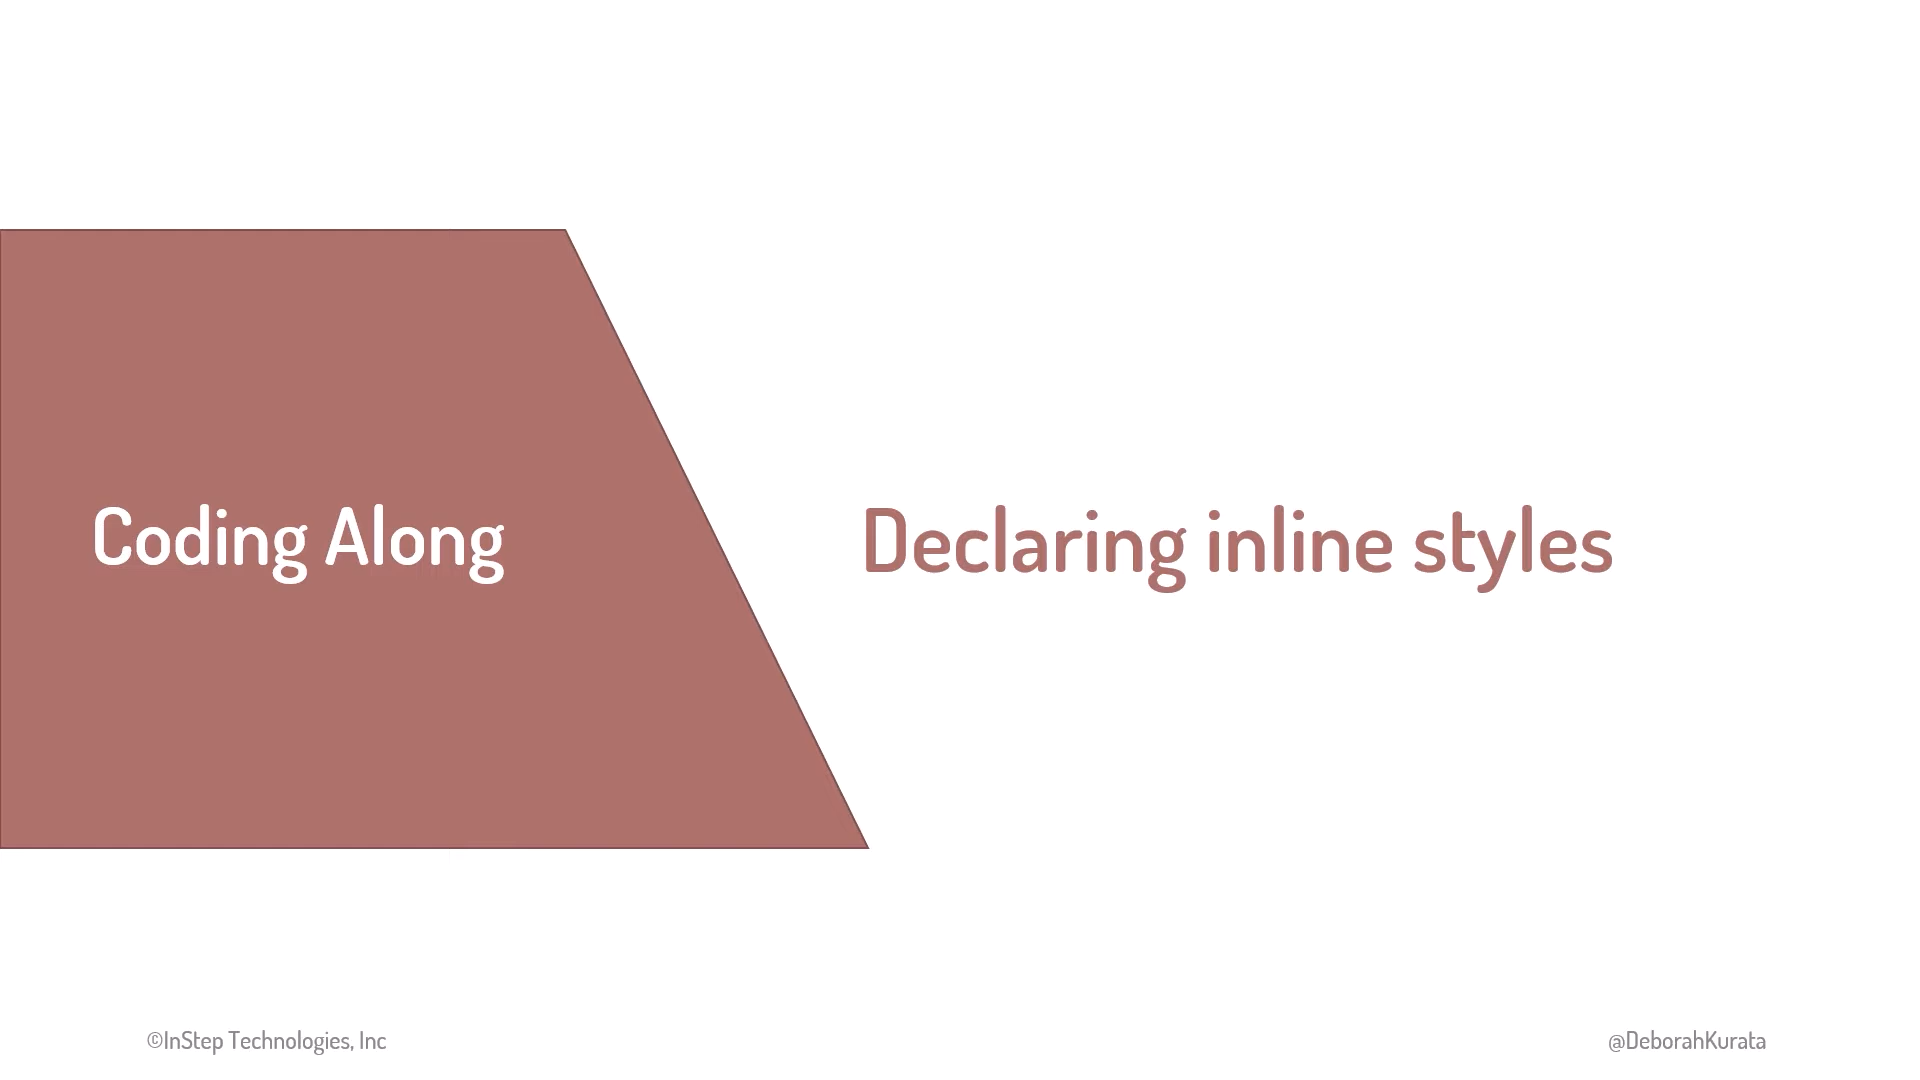 Coding Along
Declaring inline styles
©InStep Technologies, Inc
@DeborahKurata